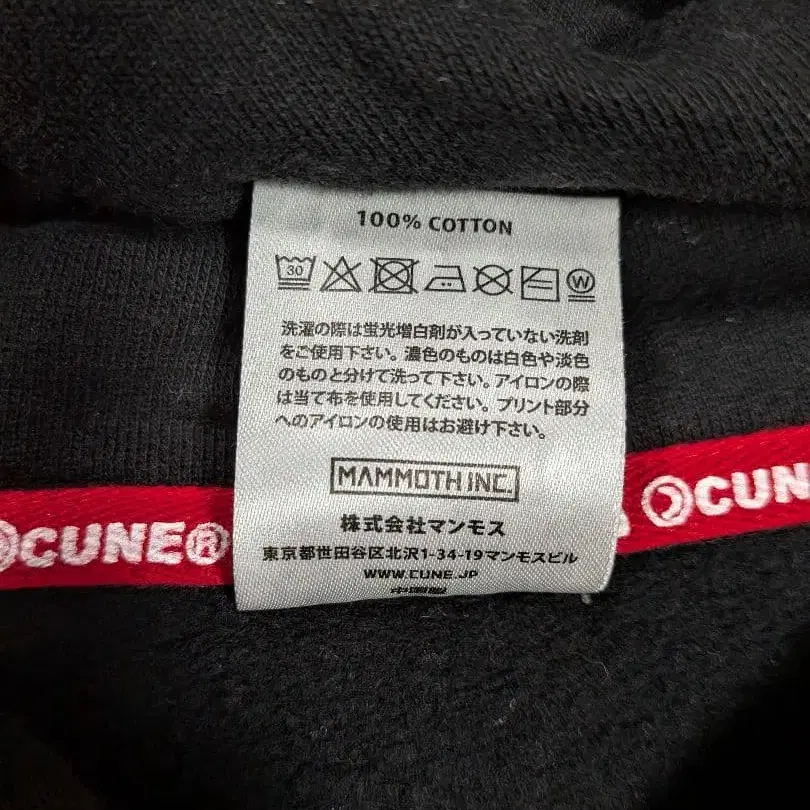 100% COTTON
30
W
洗濯の際は蛍光増白剤が入っていない洗剤
をご使用下さい。濃色のものは白色や淡色
のものと分けて洗って下さい。アイロンの際
は当て布を使用してください。プリント部分
へのアイロンの使用はお避け下さい。
MAMMOTH INC.
株式会社マンモス
東京都世田谷区北沢1-34-19マンモスビル
WWW.CUNE.JP
CUNE®
CUN